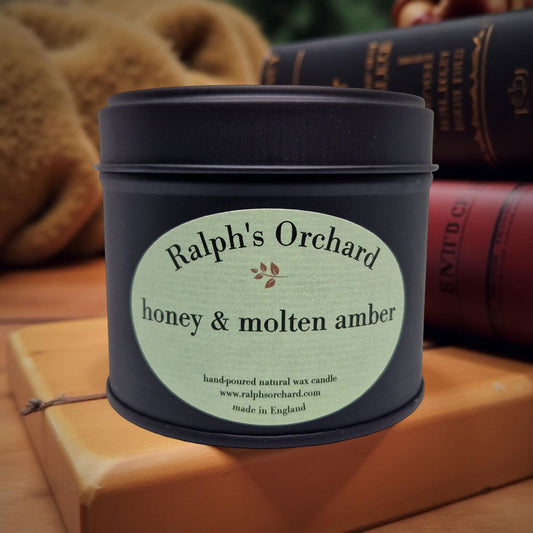 Ralph's Orchard
honey & molten amber
hand-poured natural wax candle
www.ralphsorchard.com
made in England